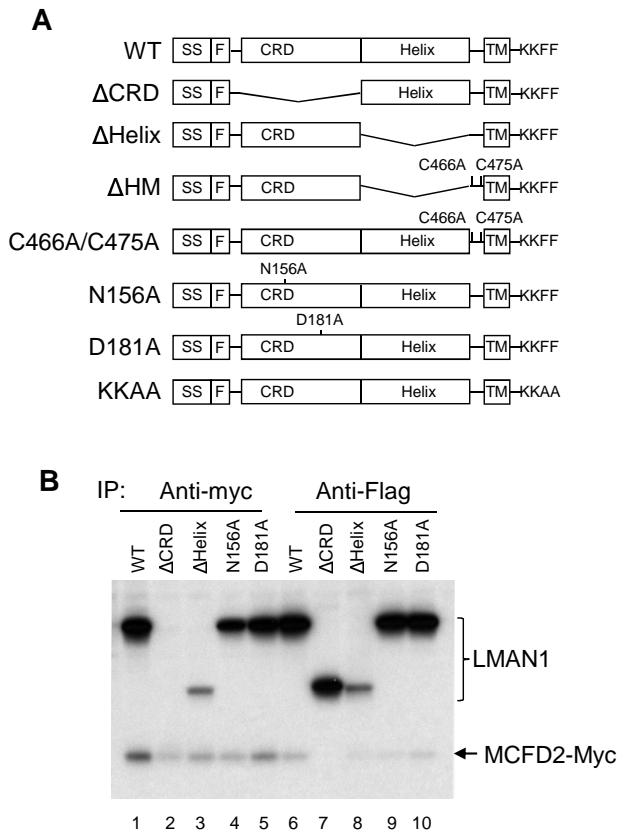 A
WT SS F CRD Helix TM KKFF
ΔCRD SS F Helix TM KKFF
ΔHelix SS F CRD TM KKFF
C466A C475A
ΔHM SS F CRD TM KKFF
C466A C475A
C466A/C475A SS F CRD Helix TM KKFF
N156A
N156A SS F CRD Helix TM KKFF
D181A
D181A SS F CRD Helix TM KKFF
KKAA SS F CRD Helix TM KKAA
B
IP: Anti-myc Anti-Flag
WT ΔCRD ΔHelix N156A D181A WT ΔCRD ΔHelix N156A D181A
LMAN1
MCFD2-Myc
1 2 3 4 5 6 7 8 9 10